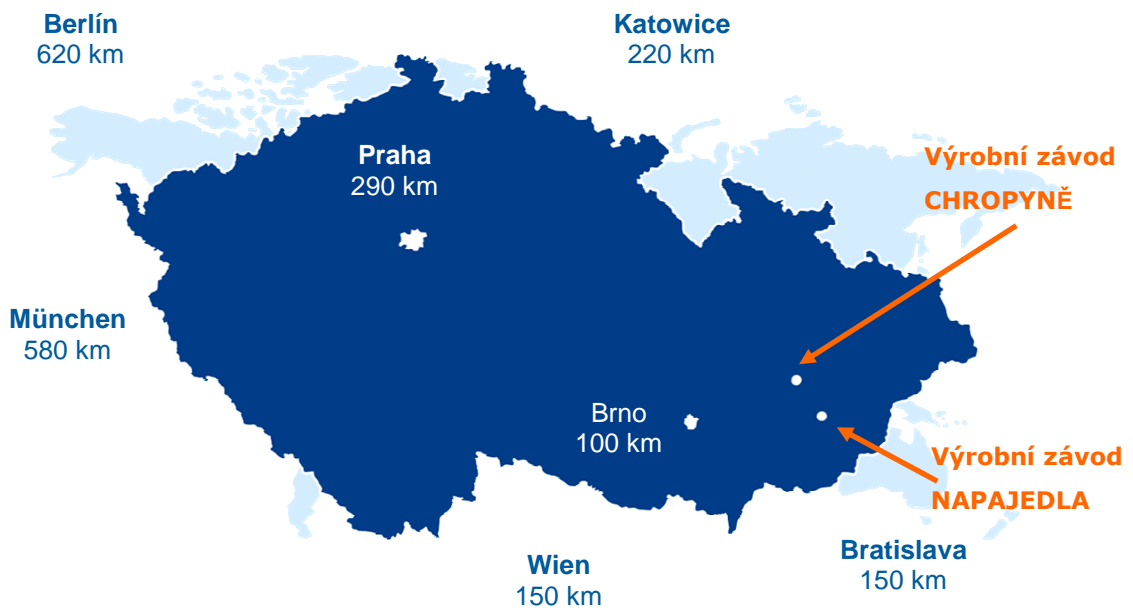 Berlín
620 km
Katowice
220 km
Praha
290 km
Výrobní závod
CHROPYNĚ
München
580 km
Brno
100 km
Výrobní závod
NAPAJEDLA
Wien
150 km
Bratislava
150 km